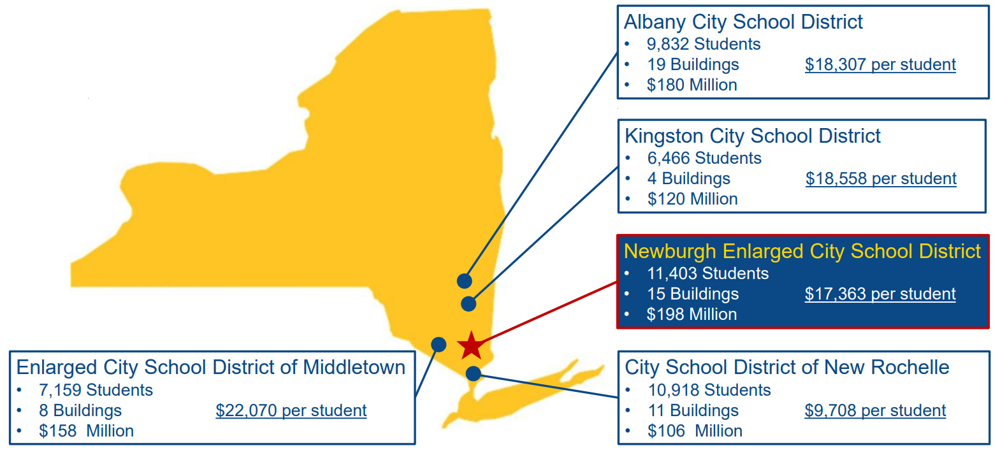 Albany City School District
• 9,832 Students
• 19 Buildings $18,307 per student
• $180 Million
Kingston City School District
• 6,466 Students
• 4 Buildings $18,558 per student
• $120 Million
Newburgh Enlarged City School District
• 11,403 Students
• 15 Buildings $17,363 per student
• $198 Million
Enlarged City School District of Middletown
• 7,159 Students
• 8 Buildings $22,070 per student
• $158 Million
City School District of New Rochelle
• 10,918 Students
• 11 Buildings $9,708 per student
• $106 Million